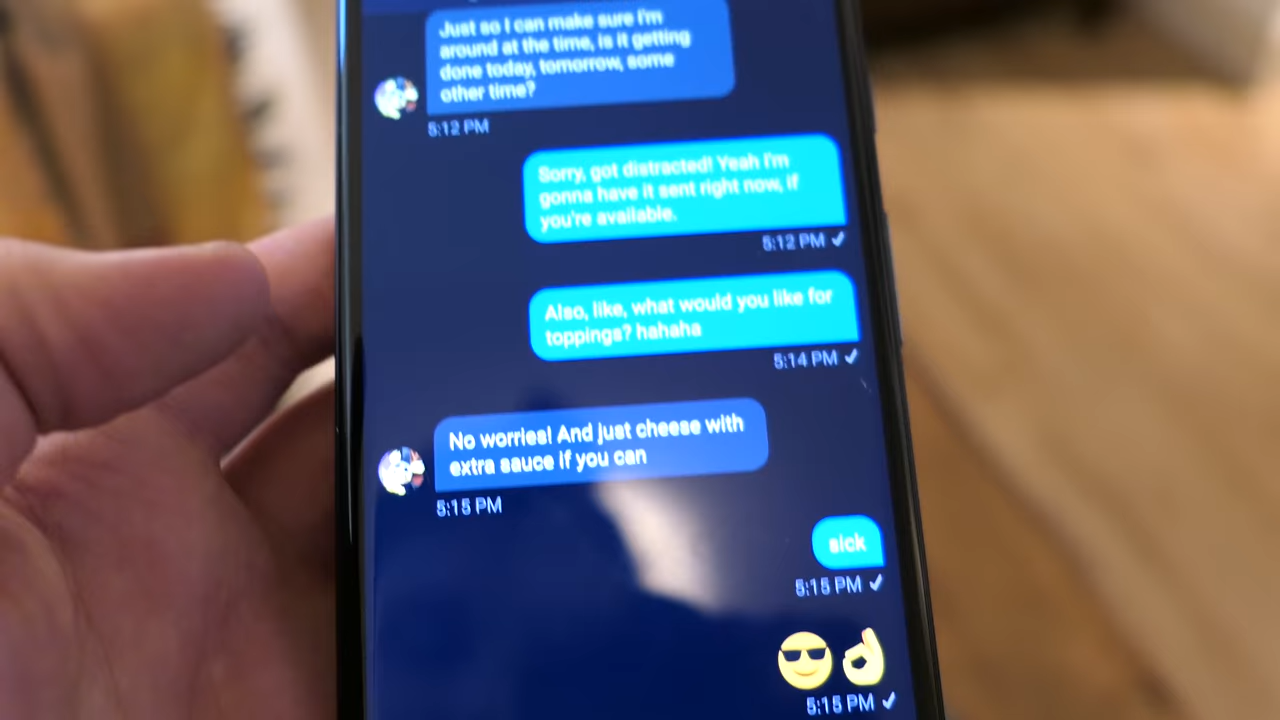 Just so I can make sure I'm
around at the time, is it getting
done today, tomorrow, some
other time?
5:12 PM
Sorry, got distracted! Yeah I'm
gonna have it sent right now, if
you're available.
5:12 PM ✓
Also, like, what would you like for
toppings? hahaha
5:14 PM ✓
No worries! And just cheese with
extra sauce if you can
5:15 PM
sick
5:15 PM ✓
😎👌
5:15 PM ✓